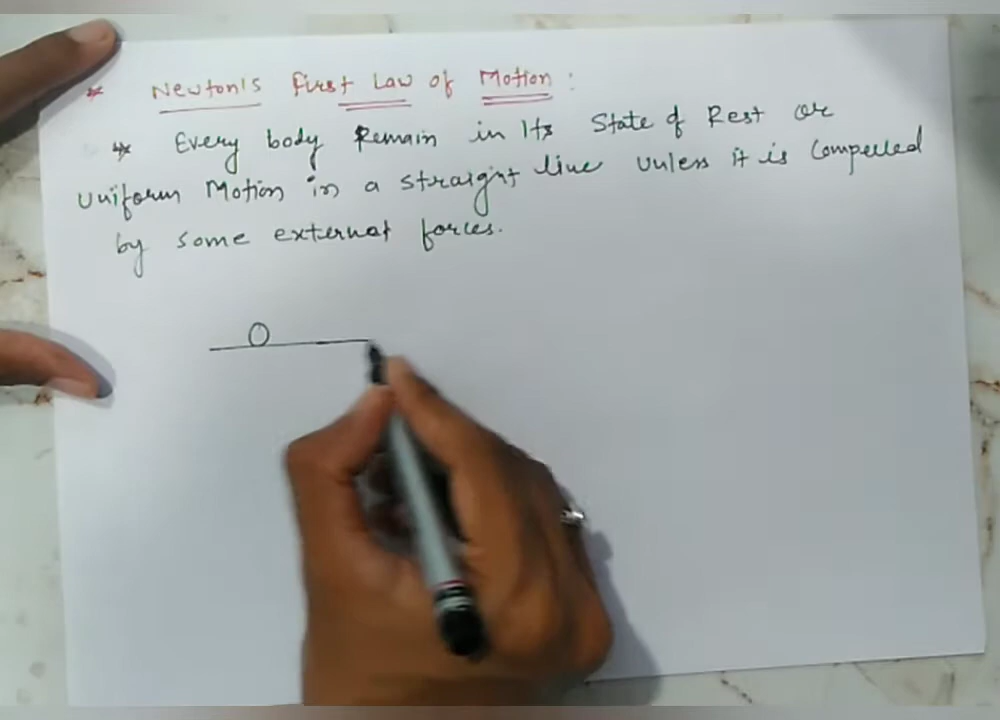 * Newton's First Law of Motion :
Every body Remain in Its State of Rest or
Uniform Motion in a straight line unless it is Compelled
by some external forces.